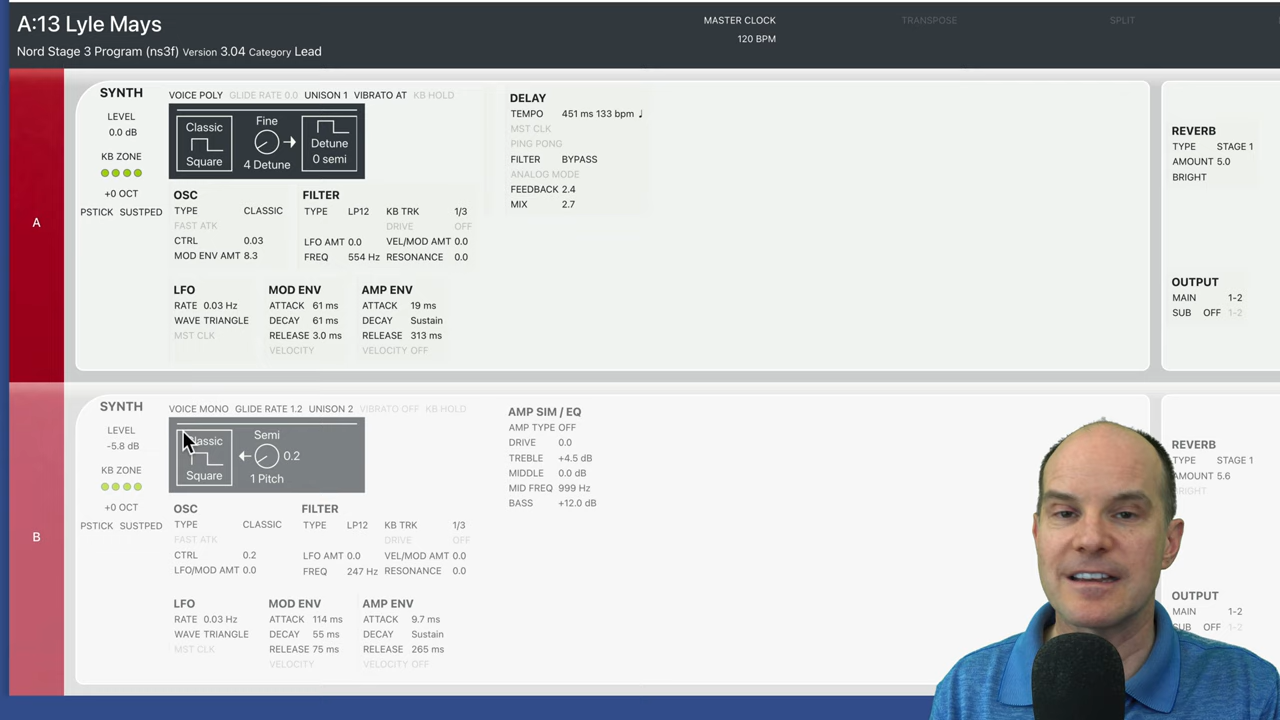 A:13 Lyle Mays
Nord Stage 3 Program (ns3f) Version 3.04 Category Lead
MASTER CLOCK
120 BPM
TRANSPOSE
SPLIT
A
SYNTH
LEVEL
0.0 dB
KB ZONE
+0 OCT
PSTICK SUSTPED
VOICE POLY GLIDE RATE 0.0 UNISON 1 VIBRATO AT KB HOLD
Classic
Square
Fine
4 Detune
Detune
0 semi
OSC
TYPE CLASSIC
FAST ATK
CTRL 0.03
MOD ENV AMT 8.3
FILTER
TYPE LP12 KB TRK 1/3
DRIVE OFF
LFO AMT 0.0 VEL/MOD AMT 0.0
FREQ 554 Hz RESONANCE 0.0
LFO
RATE 0.03 Hz
WAVE TRIANGLE
MST CLK
MOD ENV
ATTACK 61 ms
DECAY 61 ms
RELEASE 3.0 ms
VELOCITY
AMP ENV
ATTACK 19 ms
DECAY Sustain
RELEASE 313 ms
VELOCITY OFF
DELAY
TEMPO 451 ms 133 bpm ♩
MST CLK
PING PONG
FILTER BYPASS
ANALOG MODE
FEEDBACK 2.4
MIX 2.7
REVERB
TYPE STAGE 1
AMOUNT 5.0
BRIGHT
OUTPUT
MAIN 1-2
SUB OFF 1-2
B
SYNTH
LEVEL
-5.8 dB
KB ZONE
+0 OCT
PSTICK SUSTPED
VOICE MONO GLIDE RATE 1.2 UNISON 2 VIBRATO OFF KB HOLD
Square
Semi
0.2
1 Pitch
OSC
TYPE CLASSIC
FAST ATK
CTRL 0.2
LFO/MOD AMT 0.0
FILTER
TYPE LP12 KB TRK 1/3
DRIVE OFF
LFO AMT 0.0 VEL/MOD AMT 0.0
FREQ 247 Hz RESONANCE 0.0
LFO
RATE 0.03 Hz
WAVE TRIANGLE
MST CLK
MOD ENV
ATTACK 114 ms
DECAY 55 ms
RELEASE 75 ms
VELOCITY
AMP ENV
ATTACK 9.7 ms
DECAY Sustain
RELEASE 265 ms
VELOCITY OFF
AMP SIM / EQ
AMP TYPE OFF
DRIVE 0.0
TREBLE +4.5 dB
MIDDLE 0.0 dB
MID FREQ 999 Hz
BASS +12.0 dB
REVERB
TYPE STAGE 1
AMOUNT 5.6
BRIGHT
OUTPUT
MAIN 1-2
SUB OFF 1-2